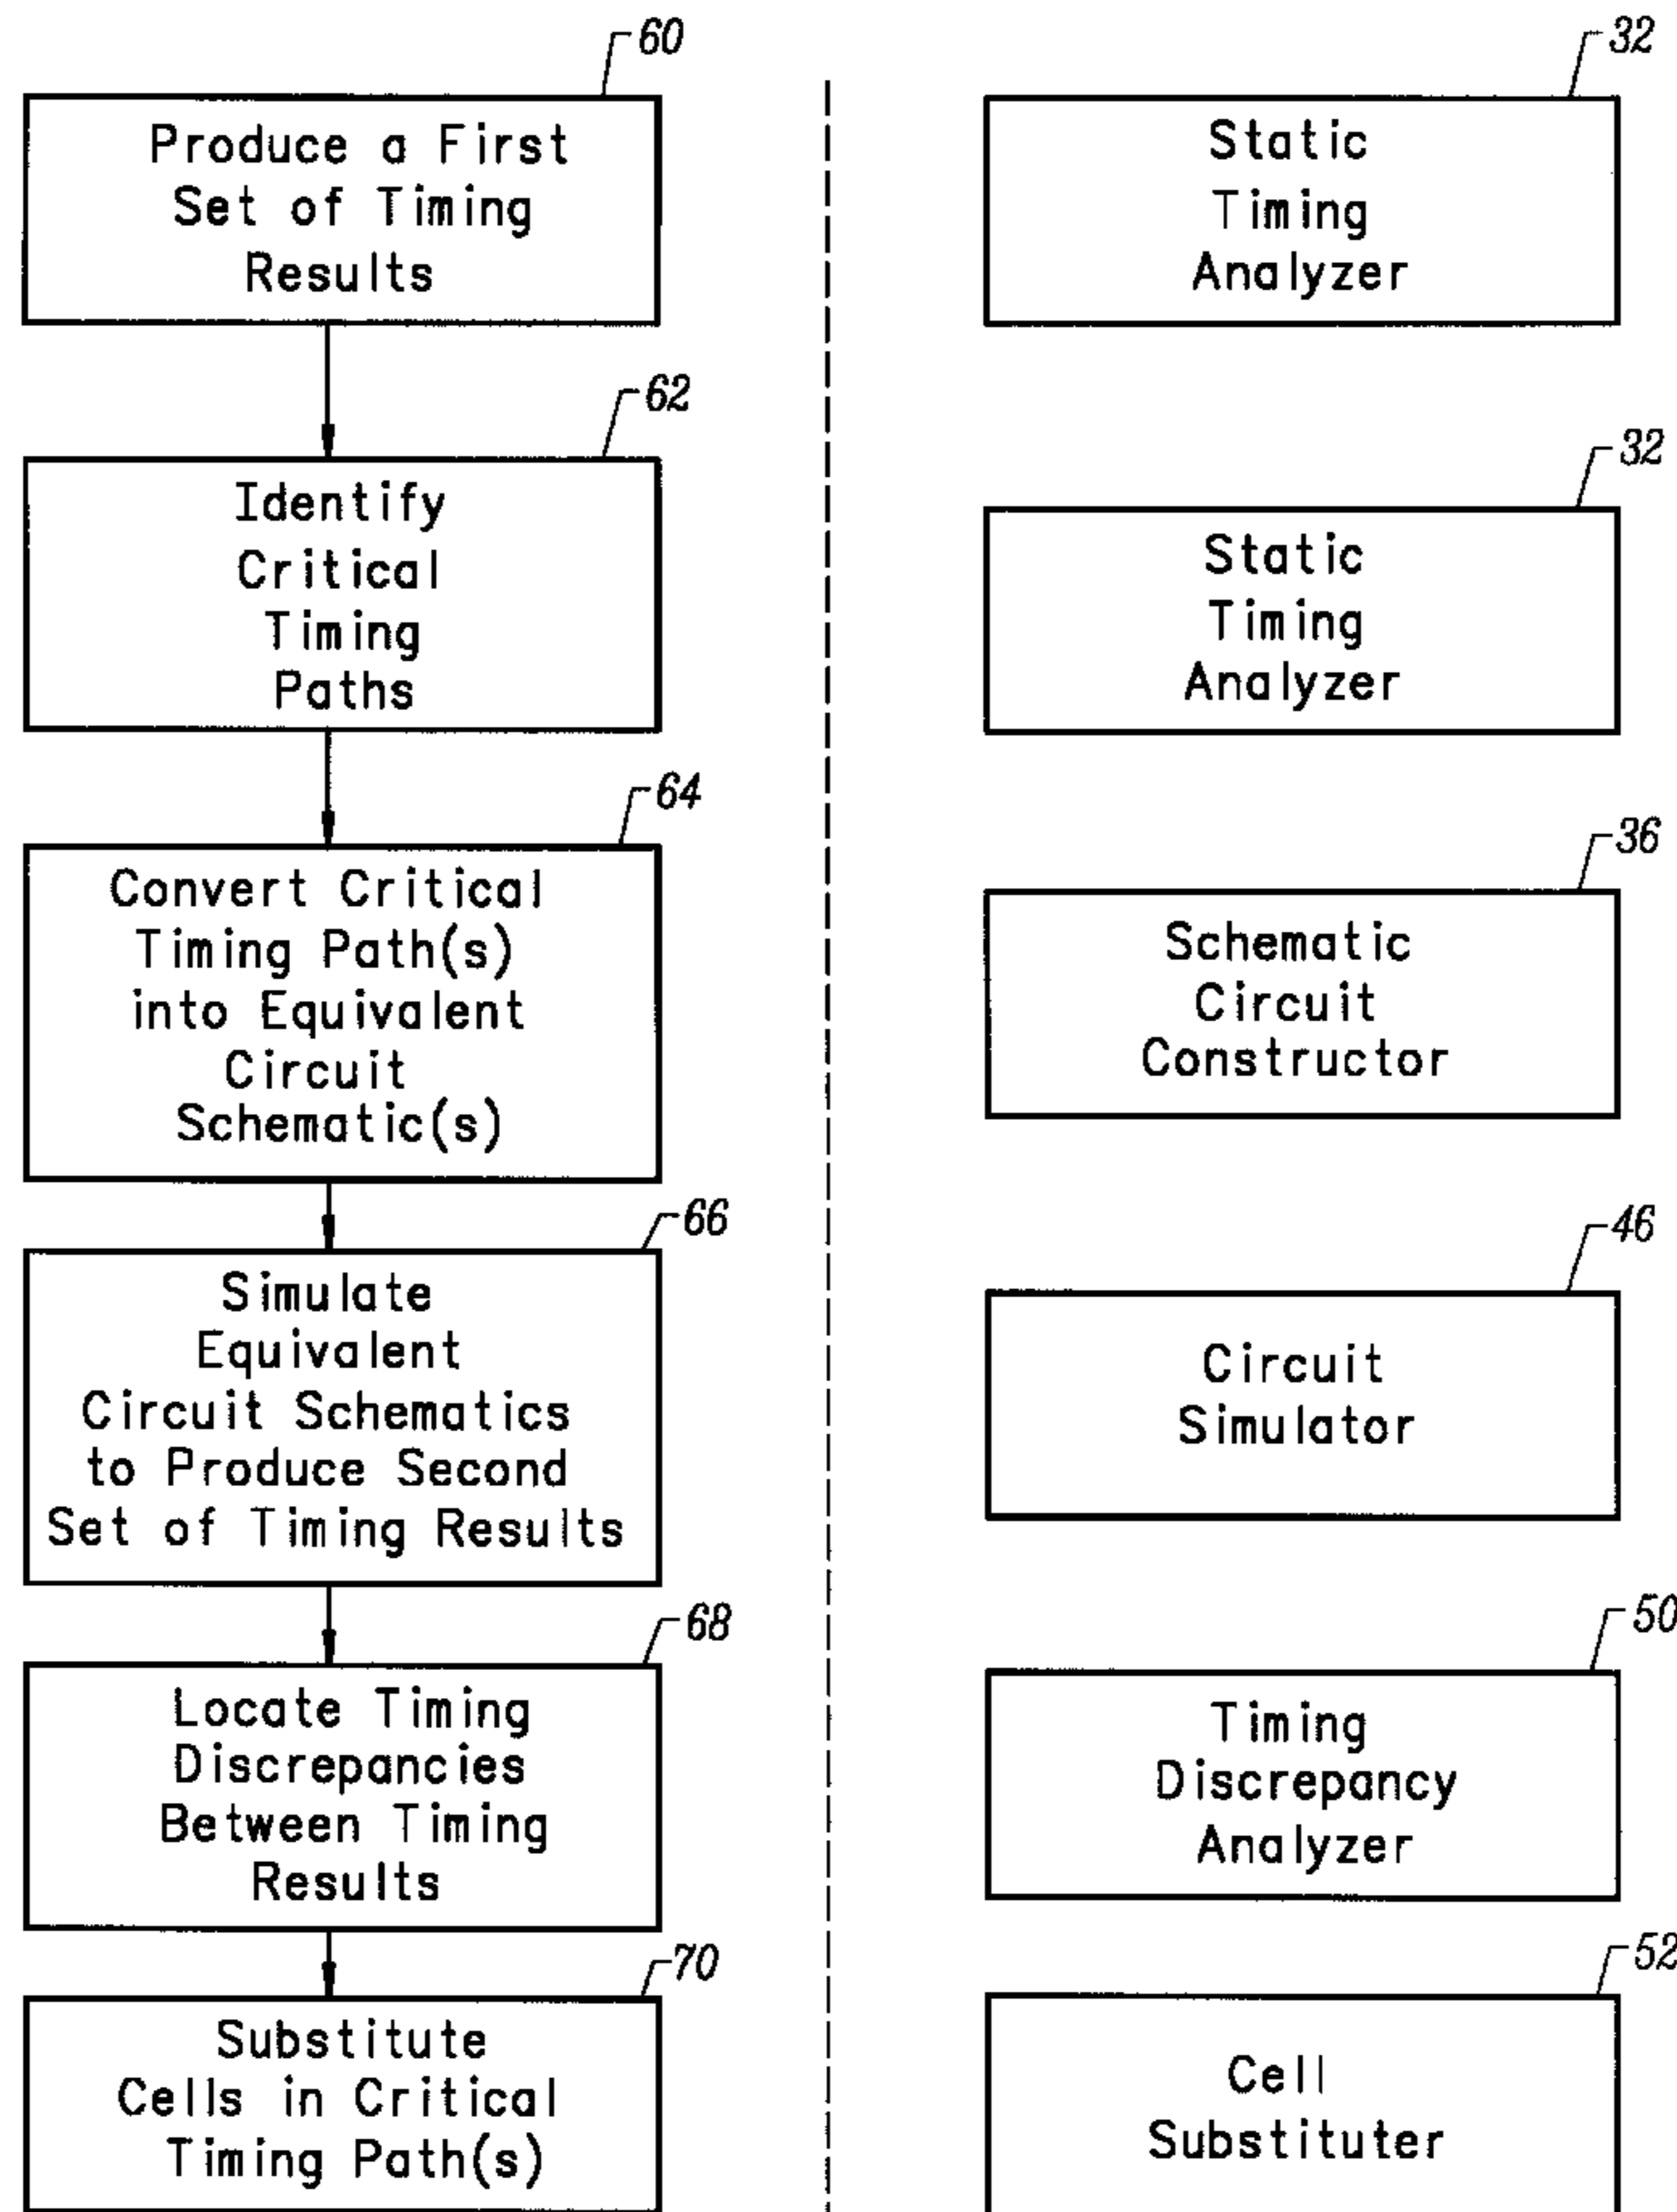 60
Produce a First
Set of Timing
Results
32
Static
Timing
Analyzer
62
Identify
Critical
Timing
Paths
32
Static
Timing
Analyzer
64
Convert Critical
Timing Path(s)
into Equivalent
Circuit
Schematic(s)
36
Schematic
Circuit
Constructor
66
Simulate
Equivalent
Circuit Schematics
to Produce Second
Set of Timing Results
46
Circuit
Simulator
68
Locate Timing
Discrepancies
Between Timing
Results
50
Timing
Discrepancy
Analyzer
70
Substitute
Cells in Critical
Timing Path(s)
52
Cell
Substituter